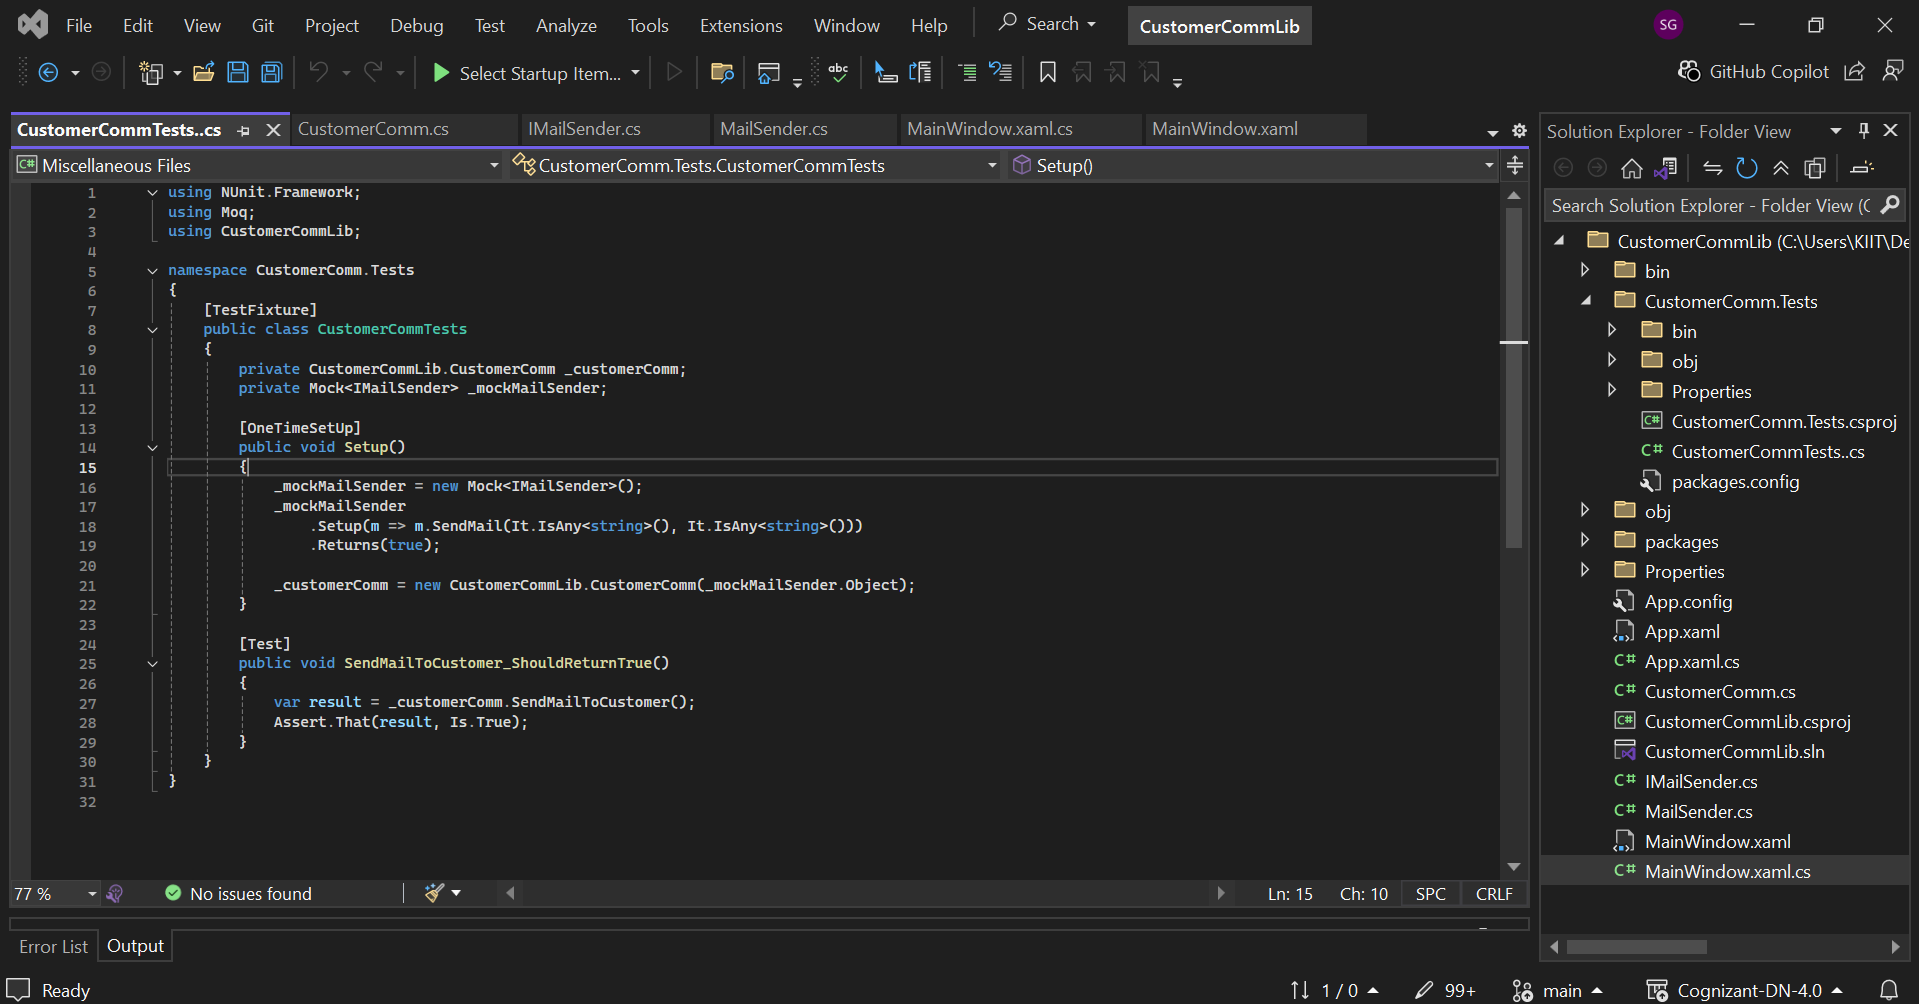 File Edit View Git Project Debug Test Analyze Tools Extensions Window Help Search CustomerCommLib SG
Select Startup Item... abc GitHub Copilot
CustomerCommTests..cs CustomerComm.cs IMailSender.cs MailSender.cs MainWindow.xaml.cs MainWindow.xaml
C# Miscellaneous Files CustomerComm.Tests.CustomerCommTests Setup()
1 using NUnit.Framework;
2 using Moq;
3 using CustomerCommLib;
4
5 namespace CustomerComm.Tests
6 {
7 [TestFixture]
8 public class CustomerCommTests
9 {
10 private CustomerCommLib.CustomerComm _customerComm;
11 private Mock<IMailSender> _mockMailSender;
12
13 [OneTimeSetUp]
14 public void Setup()
15 {
16 _mockMailSender = new Mock<IMailSender>();
17 _mockMailSender
18 .Setup(m => m.SendMail(It.IsAny<string>(), It.IsAny<string>()))
19 .Returns(true);
20
21 _customerComm = new CustomerCommLib.CustomerComm(_mockMailSender.Object);
22 }
23
24 [Test]
25 public void SendMailToCustomer_ShouldReturnTrue()
26 {
27 var result = _customerComm.SendMailToCustomer();
28 Assert.That(result, Is.True);
29 }
30 }
31 }
32
77 % No issues found Ln: 15 Ch: 10 SPC CRLF
Error List Output
Solution Explorer - Folder View
Search Solution Explorer - Folder View (C
CustomerCommLib (C:\Users\KIIT\De
bin
CustomerComm.Tests
bin
obj
Properties
C# CustomerComm.Tests.csproj
C# CustomerCommTests..cs
packages.config
obj
packages
Properties
App.config
App.xaml
C# App.xaml.cs
C# CustomerComm.cs
C# CustomerCommLib.csproj
CustomerCommLib.sln
C# IMailSender.cs
C# MailSender.cs
MainWindow.xaml
C# MainWindow.xaml.cs
Ready 1 / 0 99+ main Cognizant-DN-4.0